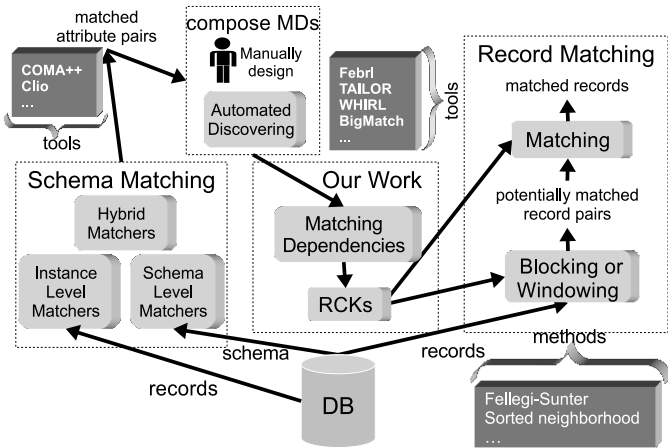 matched
attribute pairs
COMA++
Clio
...
tools
compose MDs
Manually
design
Automated
Discovering
Febrl
TAILOR
WHIRL
BigMatch
...
tools
Record Matching
matched records
Matching
potentially matched
record pairs
Blocking or
Windowing
Schema Matching
Hybrid
Matchers
Instance
Level
Matchers
Schema
Level
Matchers
Our Work
Matching
Dependencies
RCKs
schema
records
records
DB
methods
Fellegi-Sunter
Sorted neighborhood
...